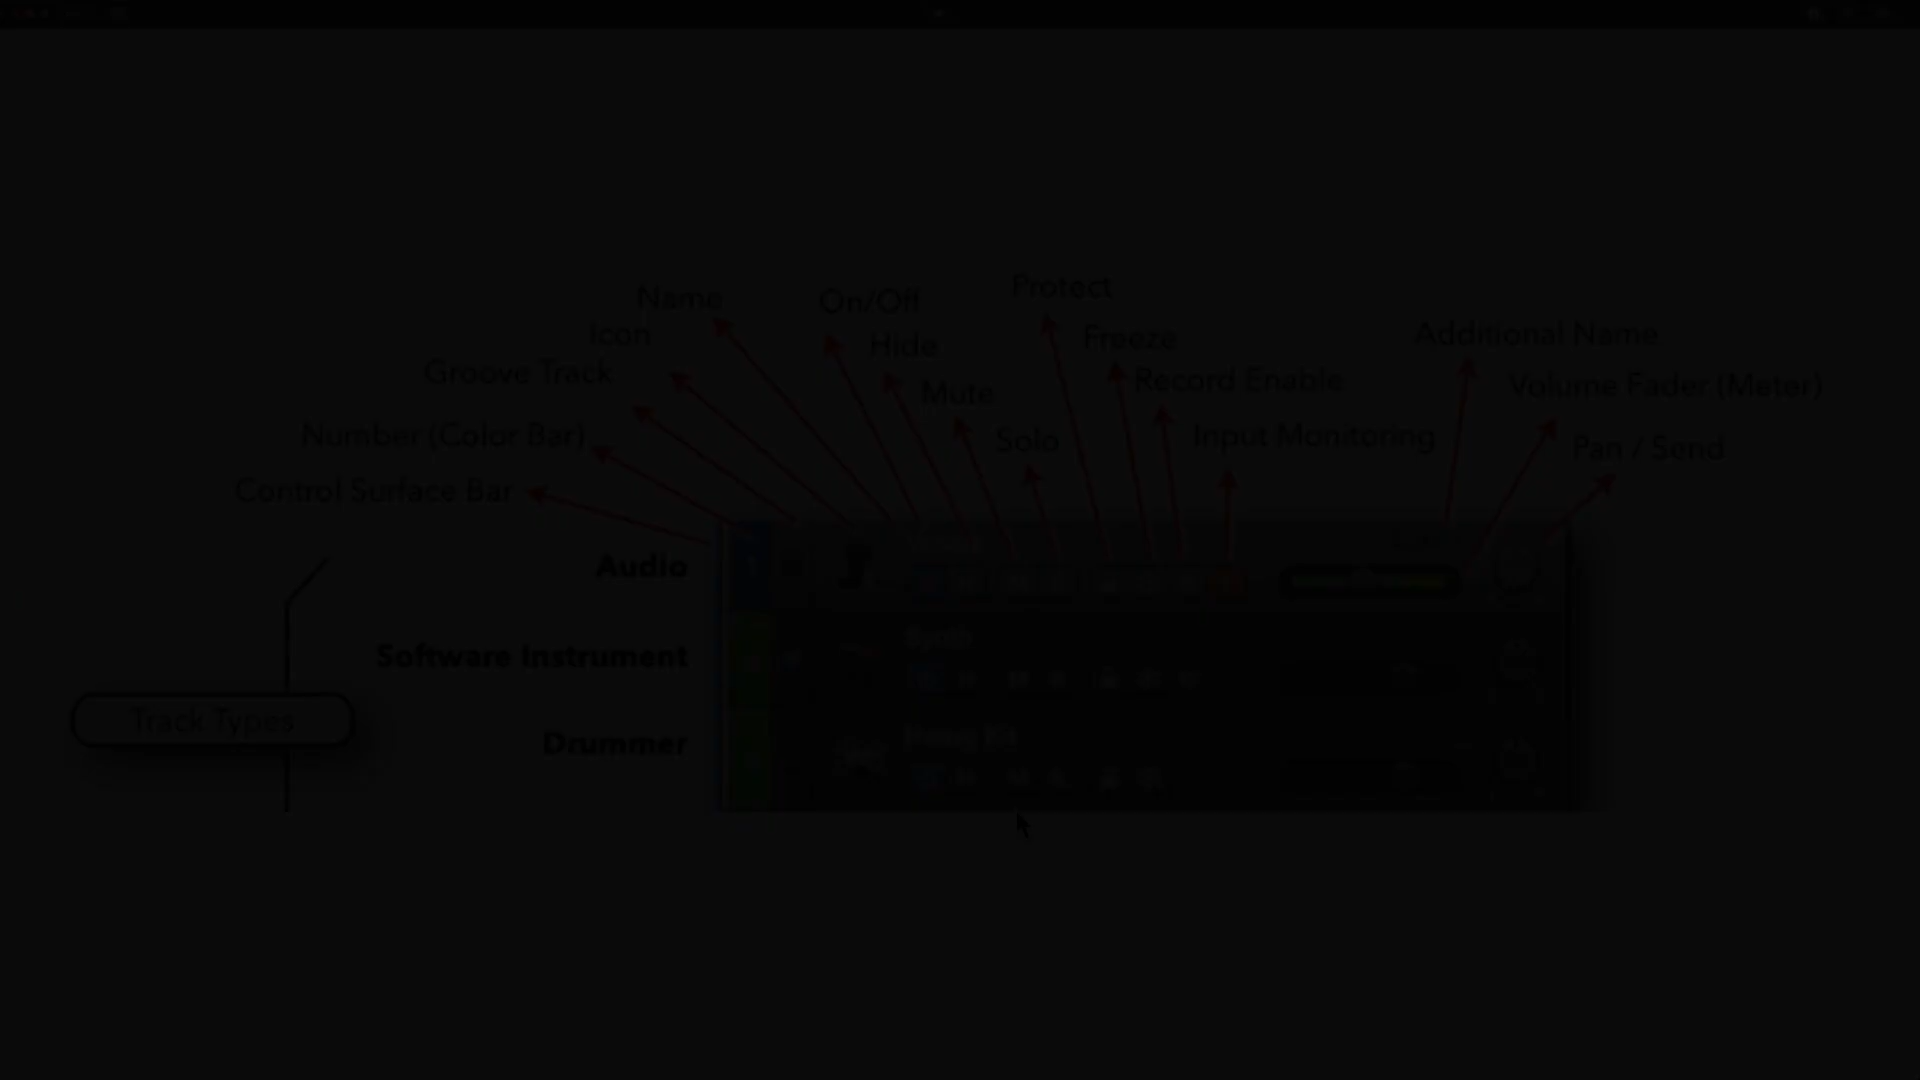 Protect
Name
On/Off
Icon
Hide
Freeze
Additional Name
Groove Track
Mute
Record Enable
Volume Fader (Meter)
Number (Color Bar)
Solo
Input Monitoring
Pan / Send
Control Surface Bar
Audio
Software Instrument
Synth
Track Types
Drummer